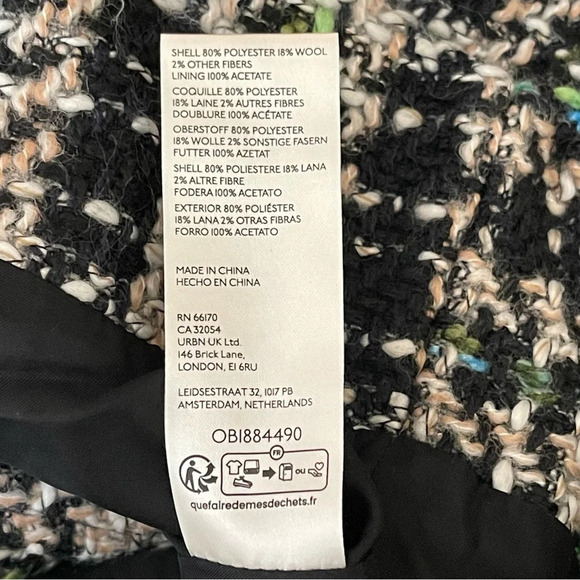 SHELL 80% POLYESTER 18% WOOL
2% OTHER FIBERS
LINING 100% ACETATE
COQUILLE 80% POLYESTER
18% LAINE 2% AUTRES FIBRES
DOUBLURE 100% ACÉTATE
OBERSTOFF 80% POLYESTER
18% WOLLE 2% SONSTIGE FASERN
FUTTER 100% AZETAT
SHELL 80% POLIESTERE 18% LANA
2% ALTRE FIBRE
FODERA 100% ACETATO
EXTERIOR 80% POLIÉSTER
18% LANA 2% OTRAS FIBRAS
FORRO 100% ACETATO
MADE IN CHINA
HECHO EN CHINA
RN 66170
CA 32054
URBN UK Ltd.
146 Brick Lane,
LONDON, E1 6RU
LEIDSESTRAAT 32, 1017 PB
AMSTERDAM, NETHERLANDS
OB1884490
FR
OU
quefairedemesdechets.fr